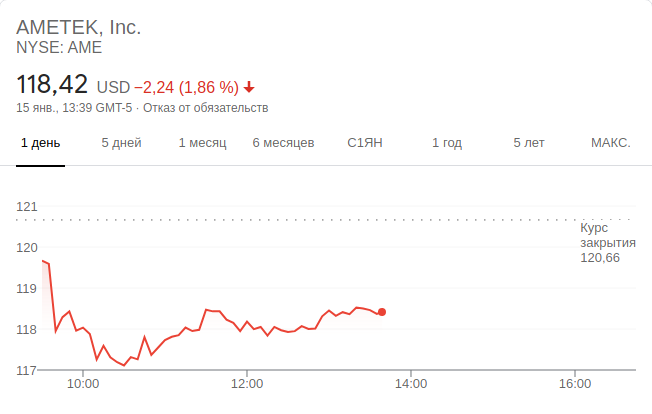 AMETEK, Inc.
NYSE: AME
118,42 USD −2,24 (1,86 %)
15 янв., 13:39 GMT-5 · Отказ от обязательств
1 день 5 дней 1 месяц 6 месяцев С1ЯН 1 год 5 лет МАКС.
121
Курс
закрытия
120,66
120
119
118
117
10:00 12:00 14:00 16:00